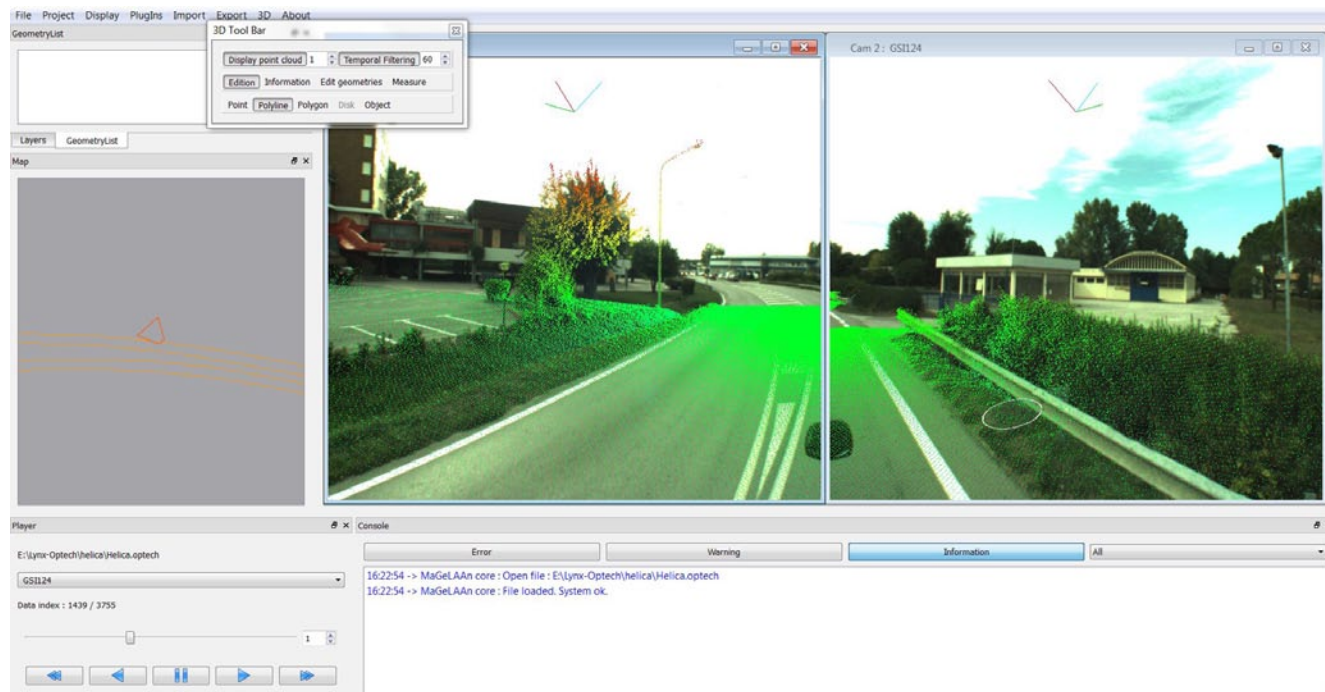 File Project Display PlugIns Import Export 3D About
GeometryList
3D Tool Bar
Display point cloud 1 Temporal Filtering 60
Edition Information Edit geometries Measure
Point Polyline Polygon Disk Object
Cam 2 : GSI124
Layers GeometryList
Map
Player
E:\Lynx-Optech\helica\Helica.optech
GSI124
Data index : 1439 / 3755
1
Console
Error Warning Information All
16:22:54 -> MaGeLAAn core : Open file : E:\Lynx-Optech\helica\Helica.optech
16:22:54 -> MaGeLAAn core : File loaded. System ok.